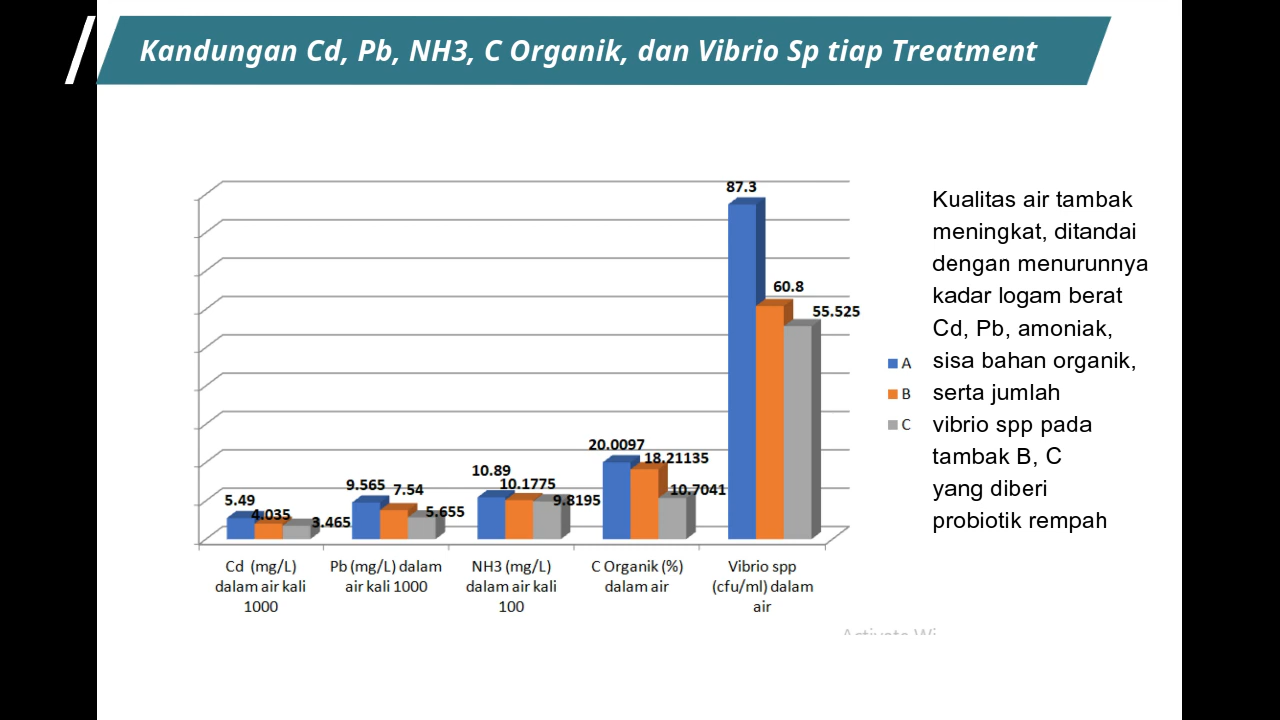 Kandungan Cd, Pb, NH3, C Organik, dan Vibrio Sp tiap Treatment
87.3
60.8
55.525
20.0097
18.21135
10.7041
10.89
10.1775
9.8195
9.565
7.54
5.655
5.49
4.035
3.465
Cd (mg/L)
dalam air kali
1000
Pb (mg/L) dalam
air kali 1000
NH3 (mg/L)
dalam air kali
100
C Organik (%)
dalam air
Vibrio spp
(cfu/ml) dalam
air
A
B
C
Kualitas air tambak
meningkat, ditandai
dengan menurunnya
kadar logam berat
Cd, Pb, amoniak,
sisa bahan organik,
serta jumlah
vibrio spp pada
tambak B, C
yang diberi
probiotik rempah